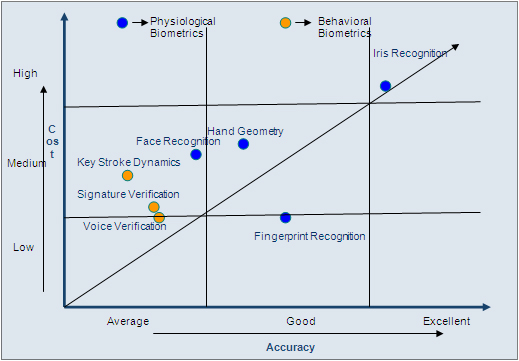 Physiological
Biometrics
Behavioral
Biometrics
Iris Recognition
High
C
os
t
Hand Geometry
Face Recognition
Medium
Key Stroke Dynamics
Signature Verification
Voice Verification
Fingerprint Recognition
Low
Average
Good
Excellent
Accuracy